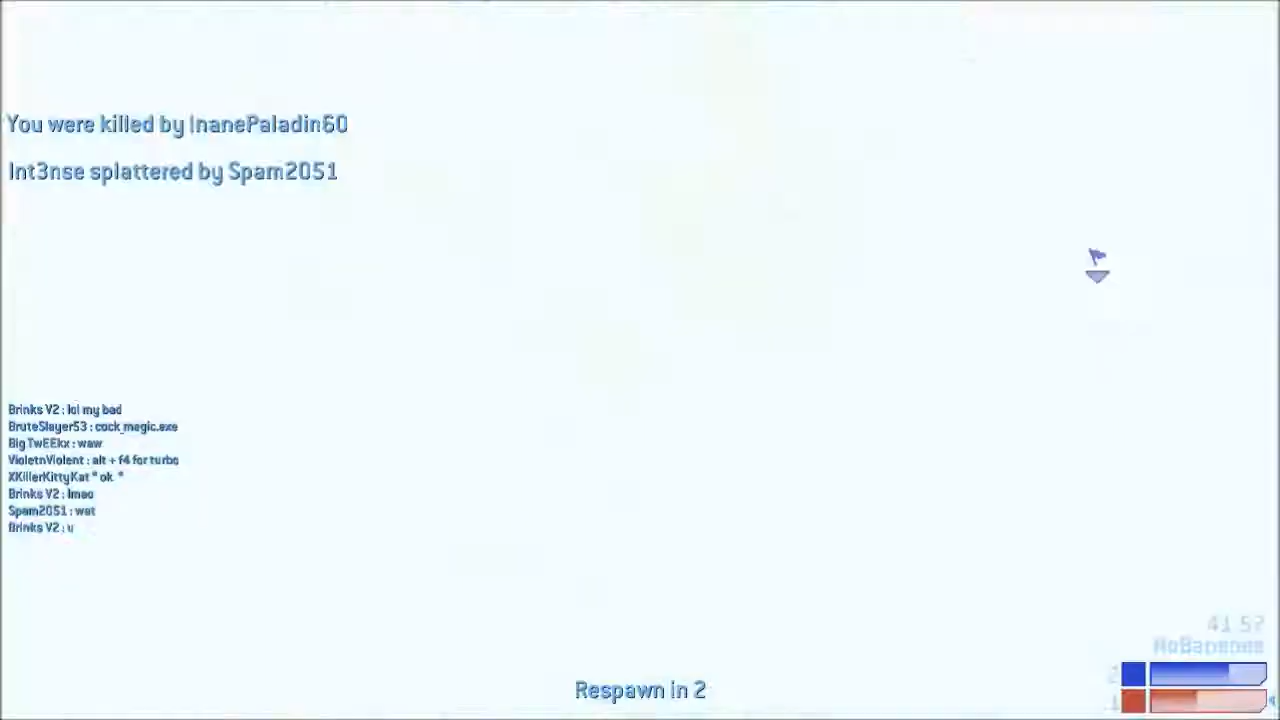 You were killed by InanePaladin60
Int3nse splattered by Spam2051
Brinks V2 : lol my bad
BruteSlayer53 : cock_magic.exe
Big TwEEkx : waw
VioletnViolent : alt + f4 for turbo
XKillerKittyKat * ok *
Brinks V2 : lmao
Spam2051 : wat
Brinks V2 : u
Respawn in 2